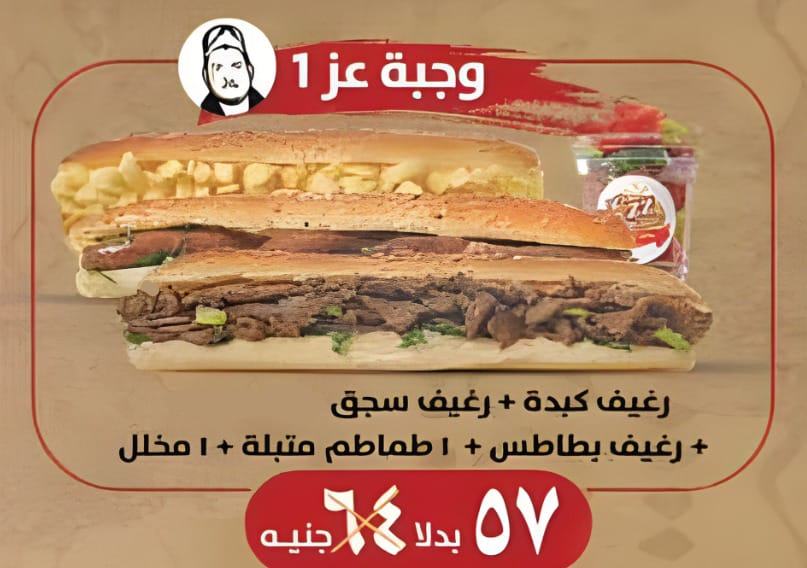 وجبة عز 1
رغيف كبدة + رغيف سجق
+ رغيف بطاطس + ١ طماطم متبلة + ١ مخلل
٥٧ بدلا ٦٤ جنيه